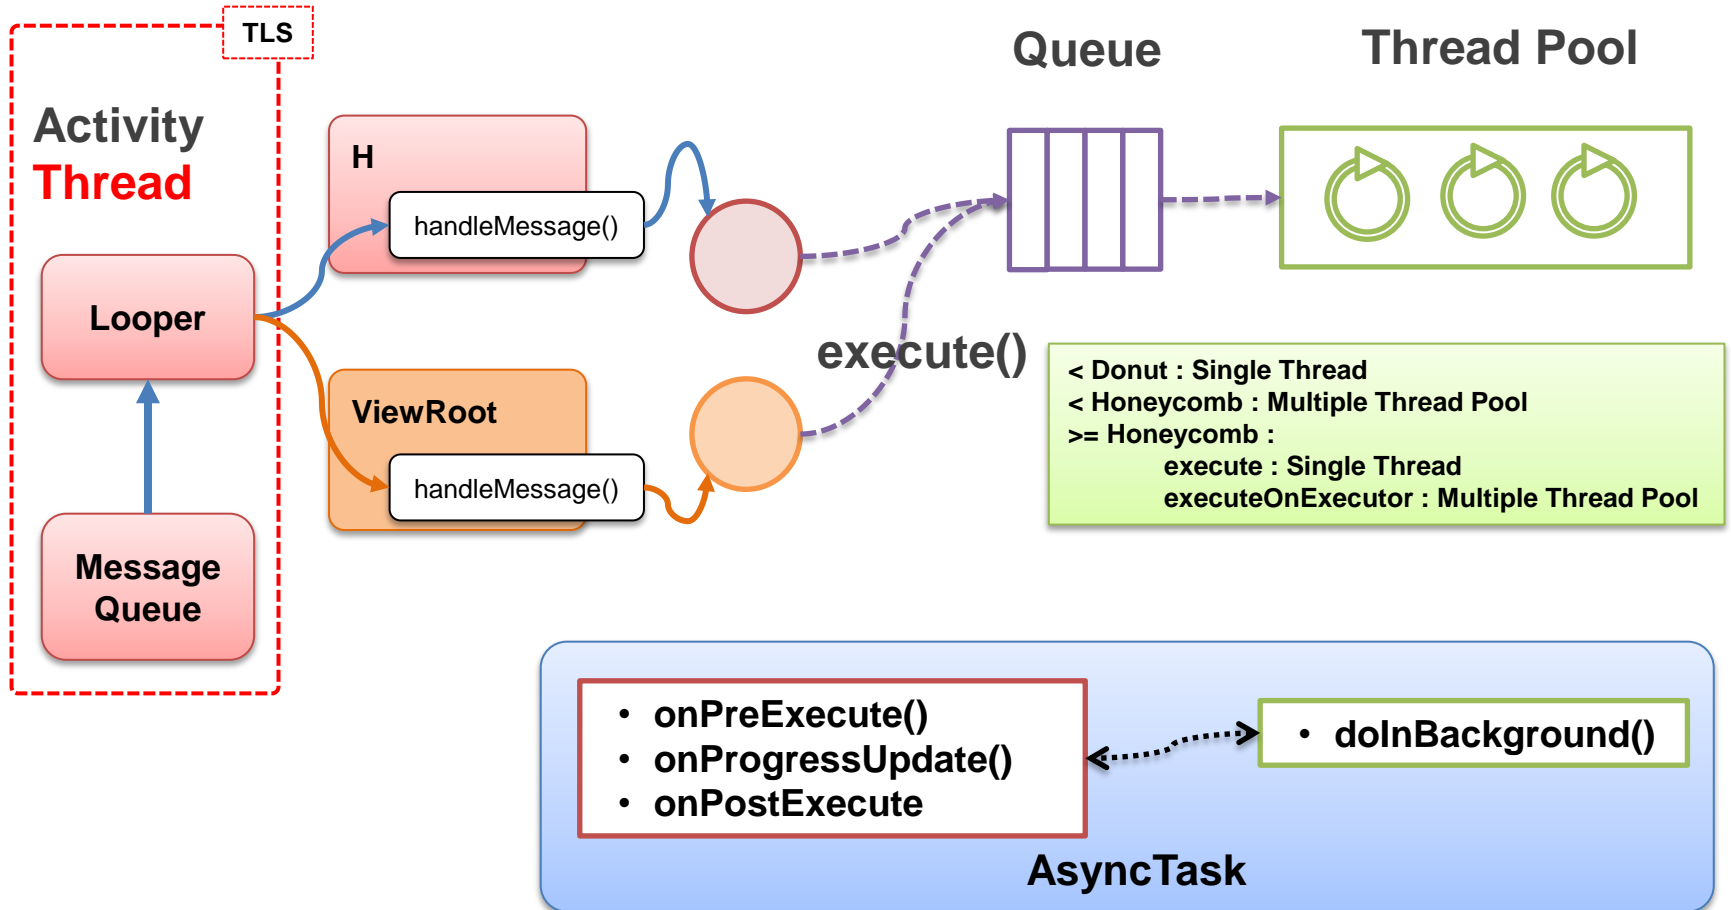 TLS
Queue
Thread Pool
Activity
Thread
H
handleMessage()
Looper
execute()
< Donut : Single Thread
< Honeycomb : Multiple Thread Pool
>= Honeycomb :
execute : Single Thread
executeOnExecutor : Multiple Thread Pool
ViewRoot
handleMessage()
Message
Queue
• onPreExecute()
• onProgressUpdate()
• onPostExecute
• doInBackground()
AsyncTask